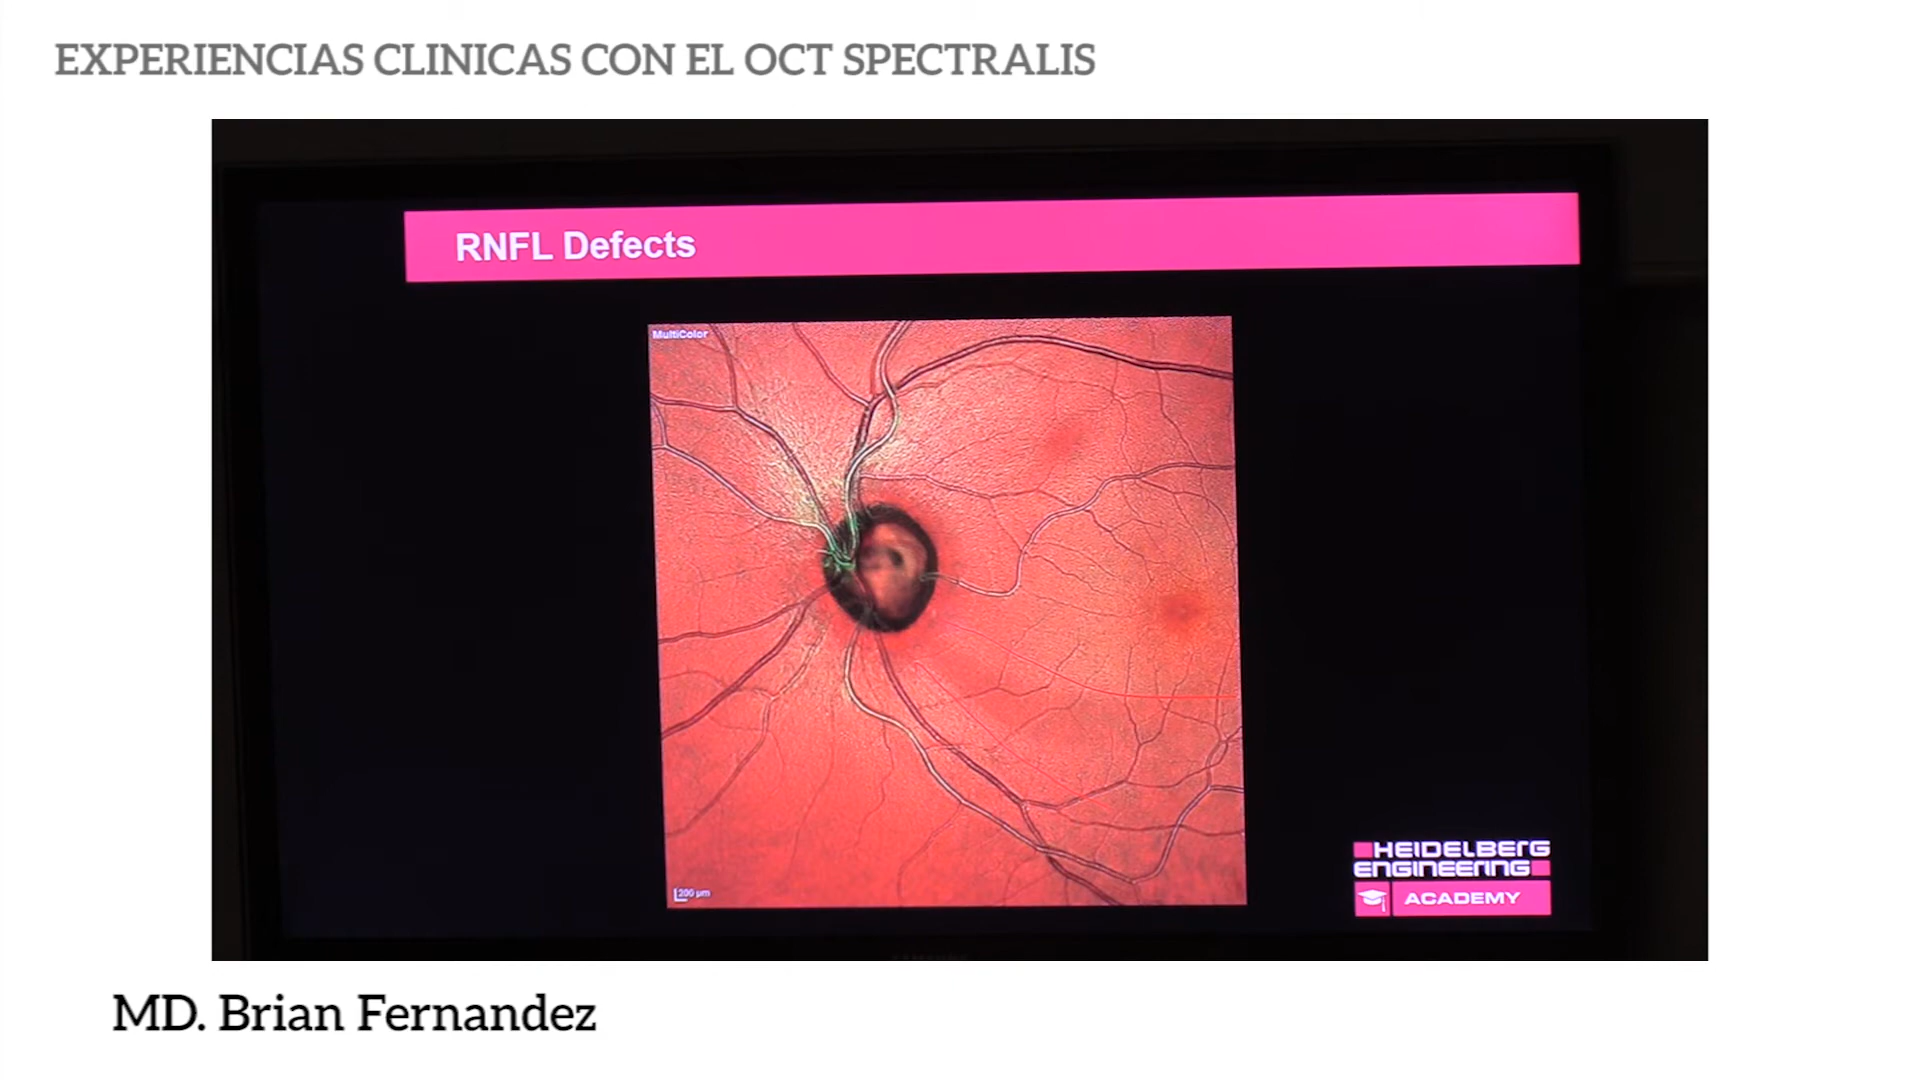 EXPERIENCIAS CLINICAS CON EL OCT SPECTRALIS
RNFL Defects
MultiColor
200 µm
HEIDELBERG
ENGINEERING
ACADEMY
MD. Brian Fernandez